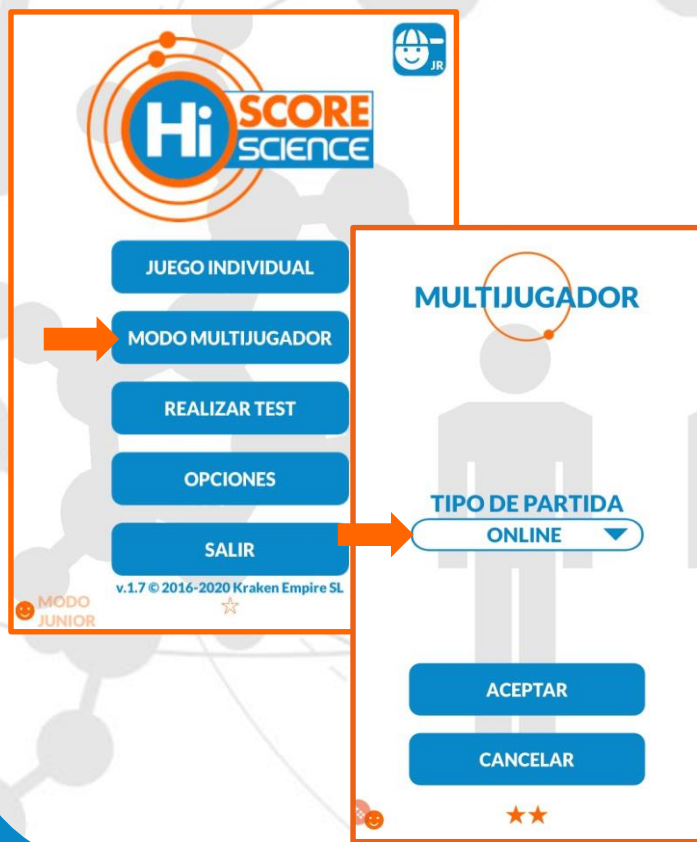 JR
Hi SCORE
SCIENCE
JUEGO INDIVIDUAL
MODO MULTIJUGADOR
REALIZAR TEST
OPCIONES
SALIR
v.1.7 © 2016-2020 Kraken Empire SL
MODO
JUNIOR
MULTIJUGADOR
TIPO DE PARTIDA
ONLINE
ACEPTAR
CANCELAR